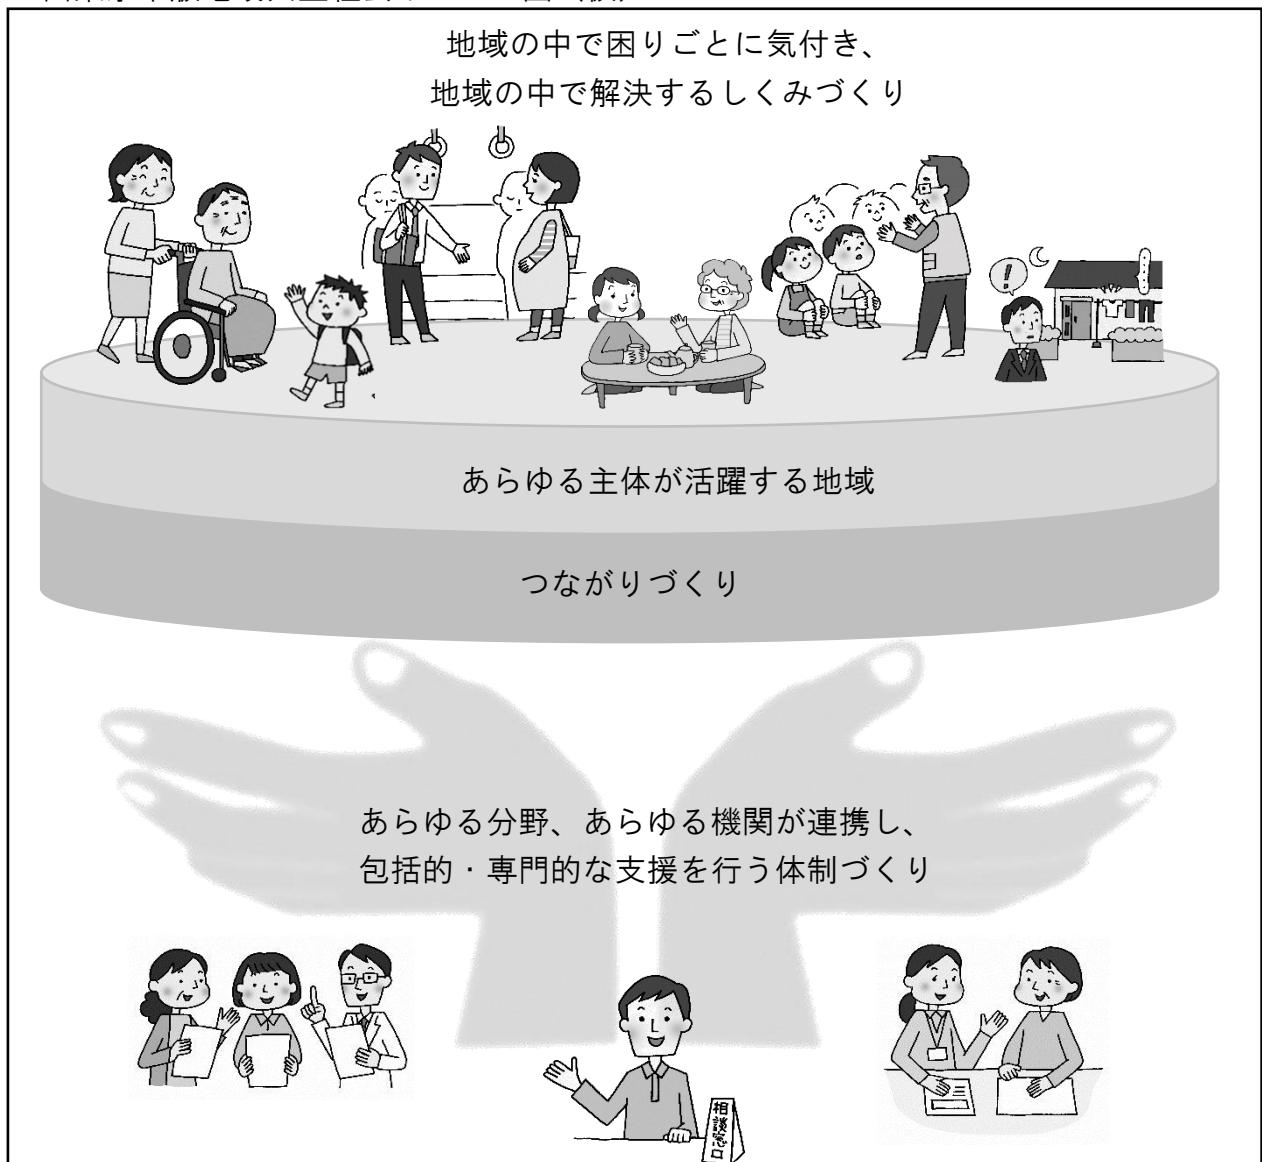 地域の中で困りごとに気付き、
地域の中で解決するしくみづくり
！
あらゆる主体が活躍する地域
つながりづくり
あらゆる分野、あらゆる機関が連携し、
包括的・専門的な支援を行う体制づくり
相談窓口